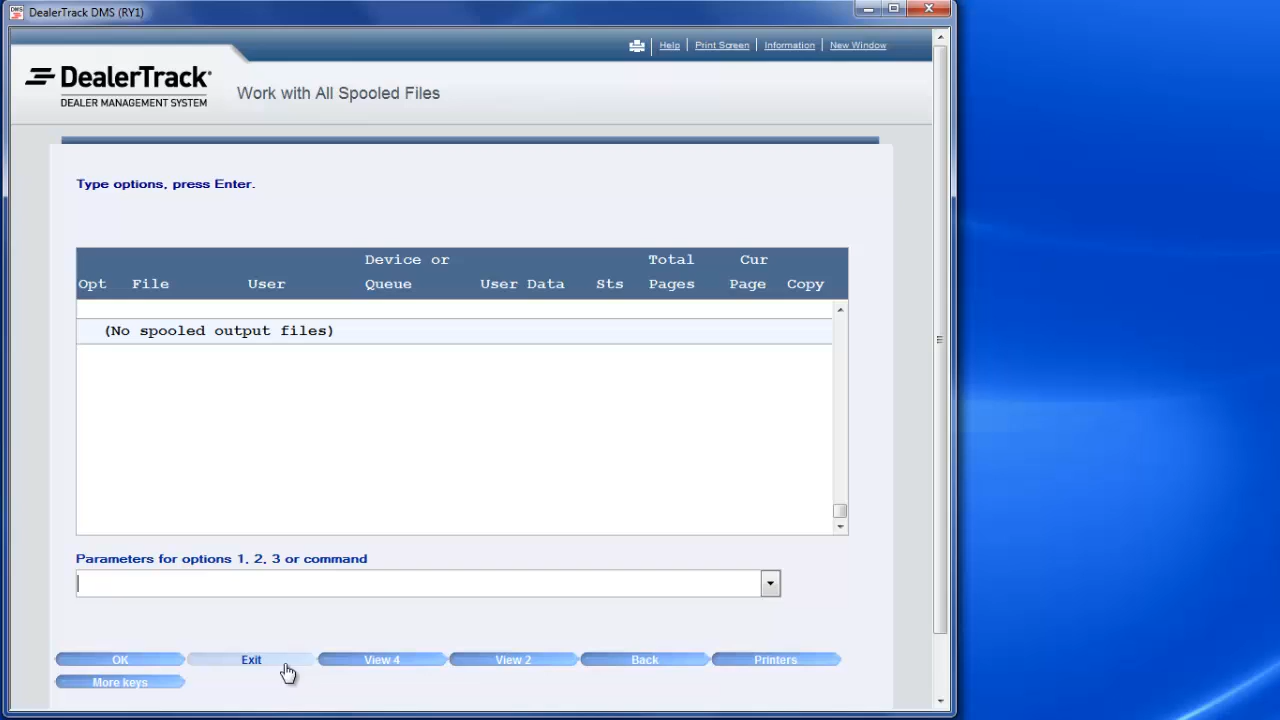 DealerTrack DMS (RY1)
Help Print Screen Information New Window
DealerTrack
DEALER MANAGEMENT SYSTEM
Work with All Spooled Files
Type options, press Enter.
Device or Total Cur
Opt File User Queue User Data Sts Pages Page Copy
(No spooled output files)
Parameters for options 1, 2, 3 or command
OK Exit View 4 View 2 Back Printers
More keys